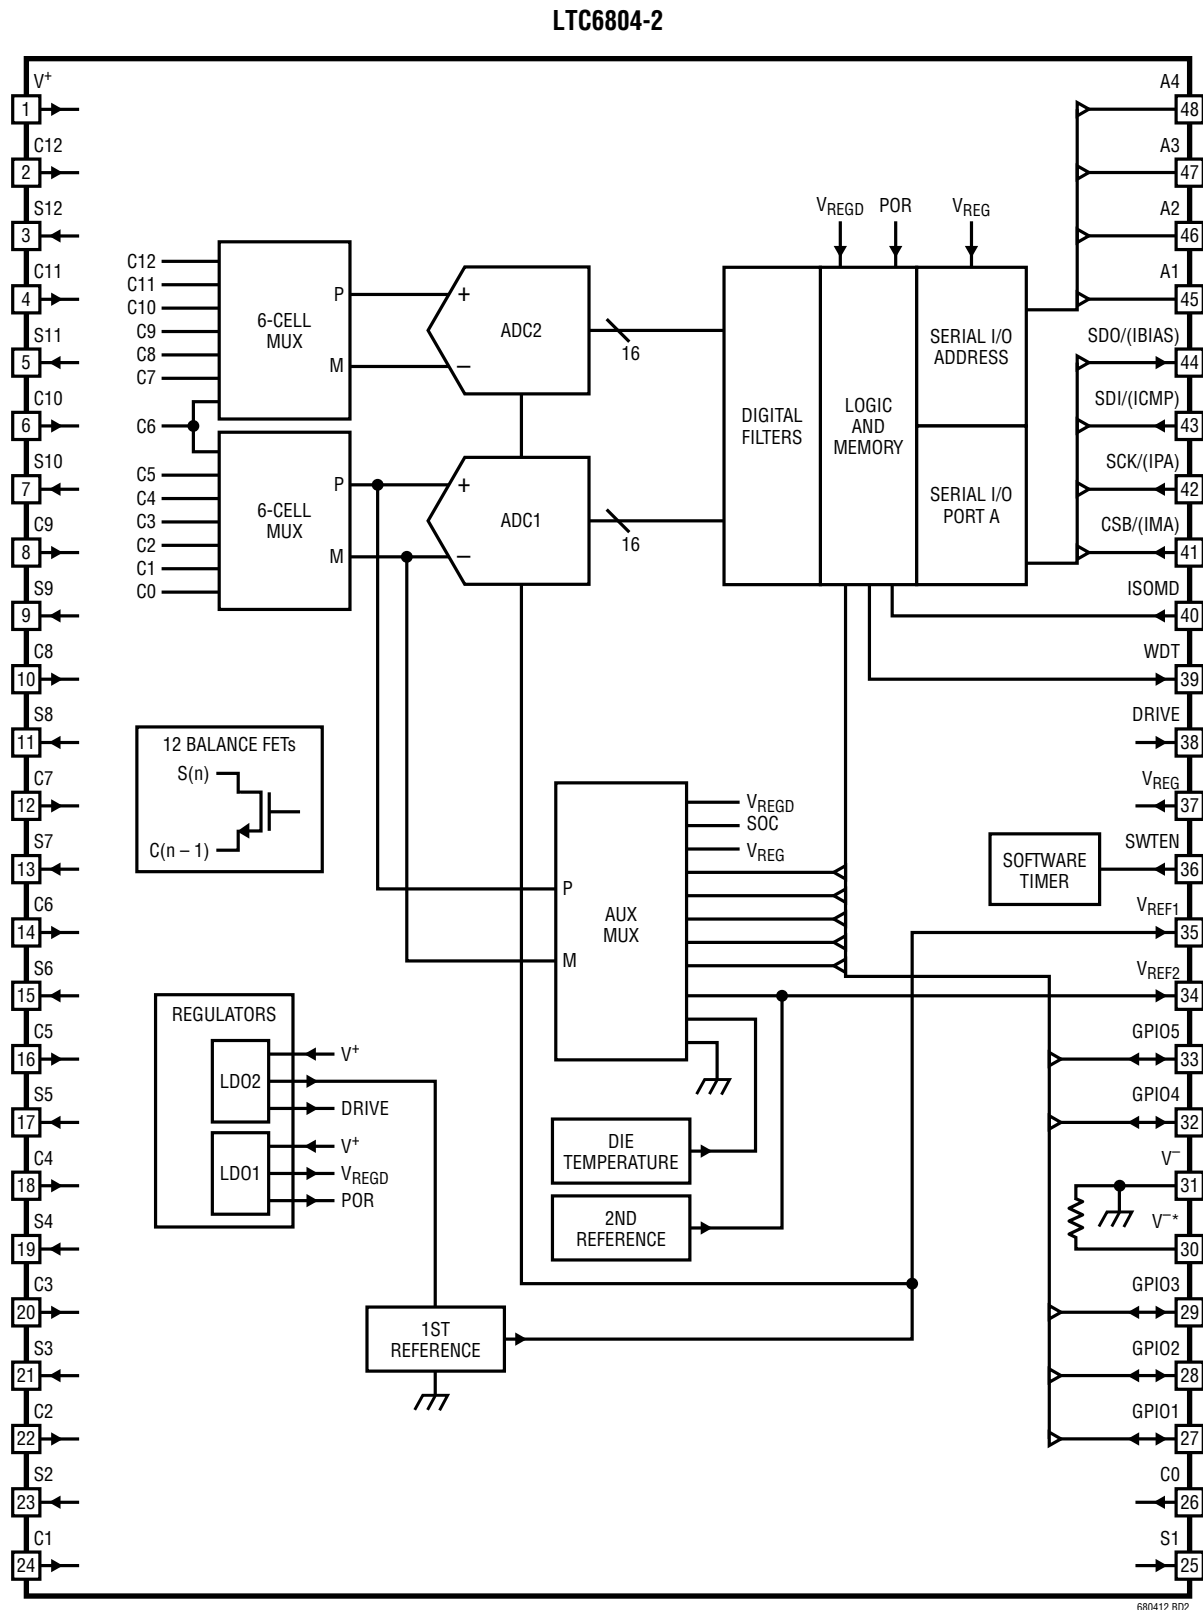 LTC6804-2
V+
1
C12
2
S12
3
C11
4
S11
5
C10
6
S10
7
C9
8
S9
9
C8
10
S8
11
C7
12
S7
13
C6
14
S6
15
C5
16
S5
17
C4
18
S4
19
C3
20
S3
21
C2
22
S2
23
C1
24
C12
C11
C10
C9
C8
C7
C6
C5
C4
C3
C2
C1
C0
6-CELL
MUX
P
M
6-CELL
MUX
P
M
+
−
ADC2
16
+
−
ADC1
16
VREGD
POR
VREG
DIGITAL
FILTERS
LOGIC
AND
MEMORY
SERIAL I/O
ADDRESS
SERIAL I/O
PORT A
12 BALANCE FETs
S(n)
C(n – 1)
P
M
AUX
MUX
VREGD
SOC
VREG
SOFTWARE
TIMER
REGULATORS
LDO2
V+
DRIVE
LDO1
V+
VREGD
POR
DIE
TEMPERATURE
2ND
REFERENCE
1ST
REFERENCE
A4
48
A3
47
A2
46
A1
45
SDO/(IBIAS)
44
SDI/(ICMP)
43
SCK/(IPA)
42
CSB/(IMA)
41
ISOMD
40
WDT
39
DRIVE
38
VREG
37
SWTEN
36
VREF1
35
VREF2
34
GPIO5
33
GPIO4
32
V–
31
V–*
30
GPIO3
29
GPIO2
28
GPIO1
27
C0
26
S1
25
680412 BD2